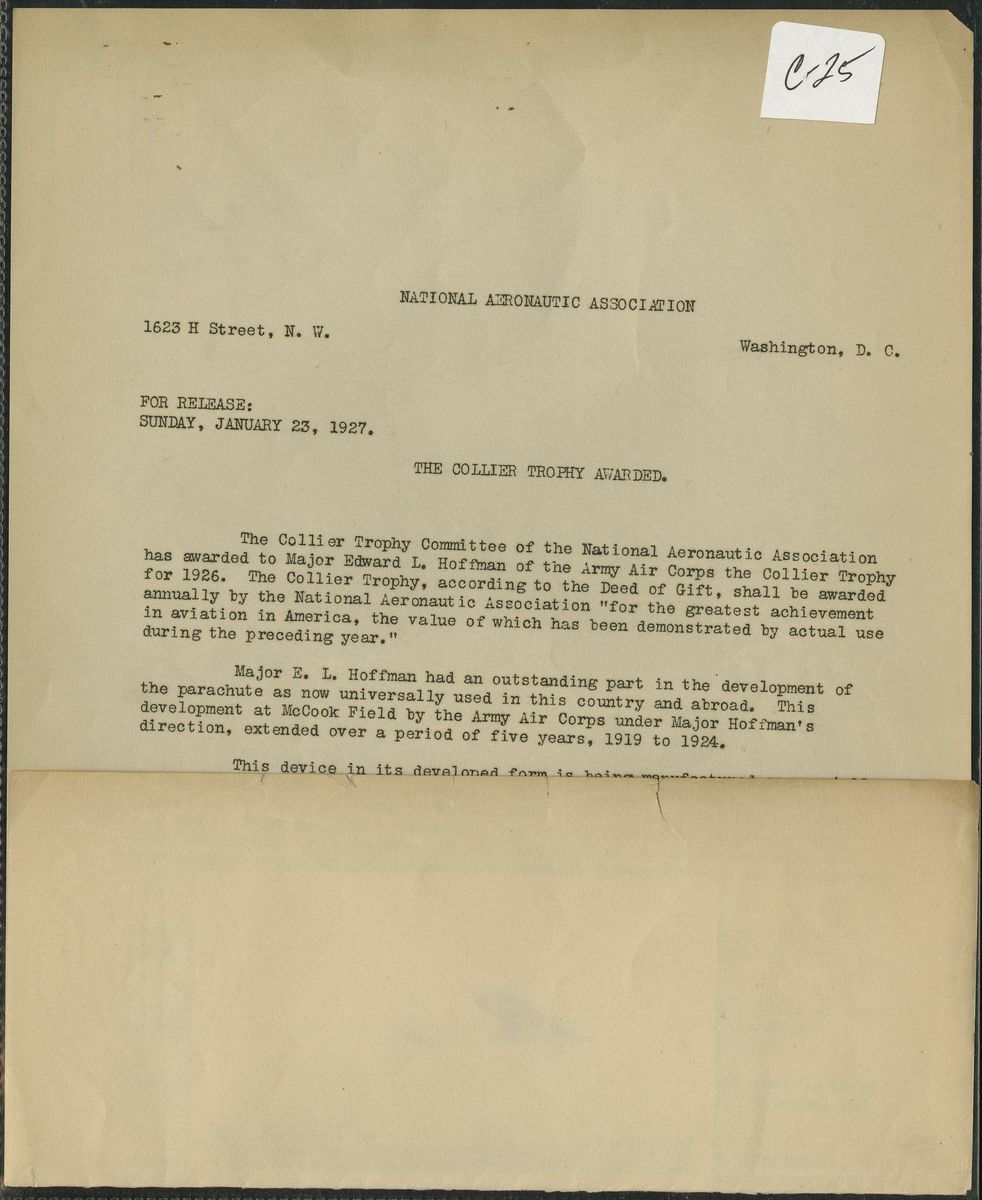 C-25
NATIONAL AERONAUTIC ASSOCIATION
1623 H Street, N. W.
Washington, D. C.
FOR RELEASE:
SUNDAY, JANUARY 23, 1927.
THE COLLIER TROPHY AWARDED.
The Collier Trophy Committee of the National Aeronautic Association
has awarded to Major Edward L. Hoffman of the Army Air Corps the Collier Trophy
for 1926. The Collier Trophy, according to the Deed of Gift, shall be awarded
annually by the National Aeronautic Association "for the greatest achievement
in aviation in America, the value of which has been demonstrated by actual use
during the preceding year."
Major E. L. Hoffman had an outstanding part in the development of
the parachute as now universally used in this country and abroad. This
development at McCook Field by the Army Air Corps under Major Hoffman's
direction, extended over a period of five years, 1919 to 1924.
This device in its developed form is being manufactured